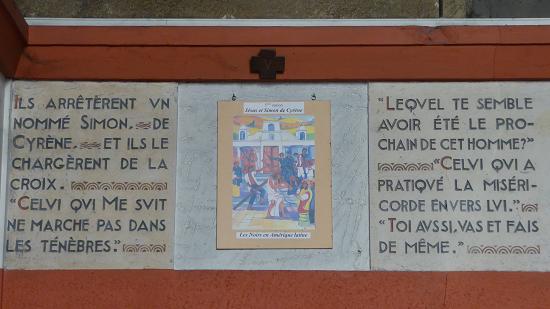 V
Ils arrêtèrent vn
nommé Simon, de
Cyrène, et ils le
chargèrent de la
croix.
"Celvi qvi Me svit
ne marche pas dans
les ténèbres."
Jésus et Simon de Cyrène
Les Noirs en Amérique latine
"Leqvel te semble
avoir été le pro-
chain de cet homme?"
"Celvi qvi a
pratiqvé la miséri-
corde envers lvi."
"Toi avssi, vas et fais
de même."